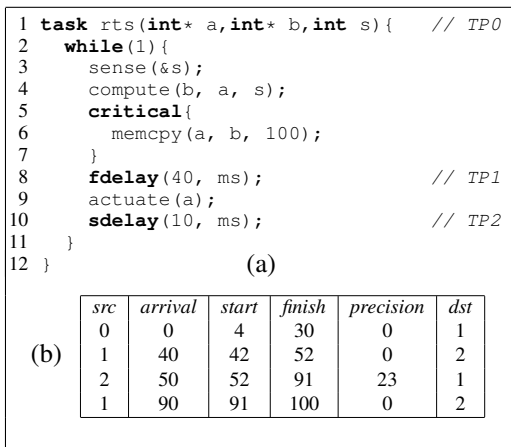 1 task rts(int* a,int* b,int s){ // TP0
2 while(1){
3 sense(&s);
4 compute(b, a, s);
5 critical{
6 memcpy(a, b, 100);
7 }
8 fdelay(40, ms); // TP1
9 actuate(a);
10 sdelay(10, ms); // TP2
11 }
12 }
(a)
src arrival start finish precision dst
0 0 4 30 0 1
(b)
1 40 42 52 0 2
2 50 52 91 23 1
1 90 91 100 0 2